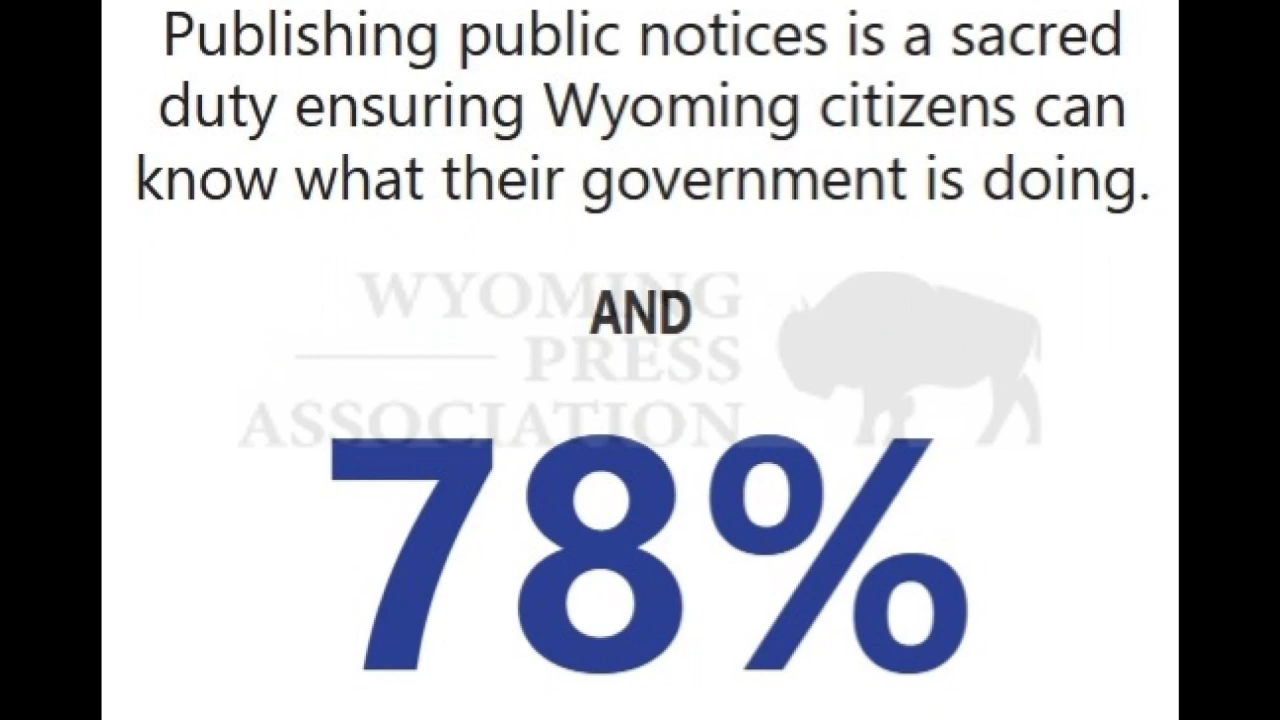 Publishing public notices is a sacred
duty ensuring Wyoming citizens can
know what their government is doing.
WYOMING
AND
PRESS
ASSOCIATION
78%